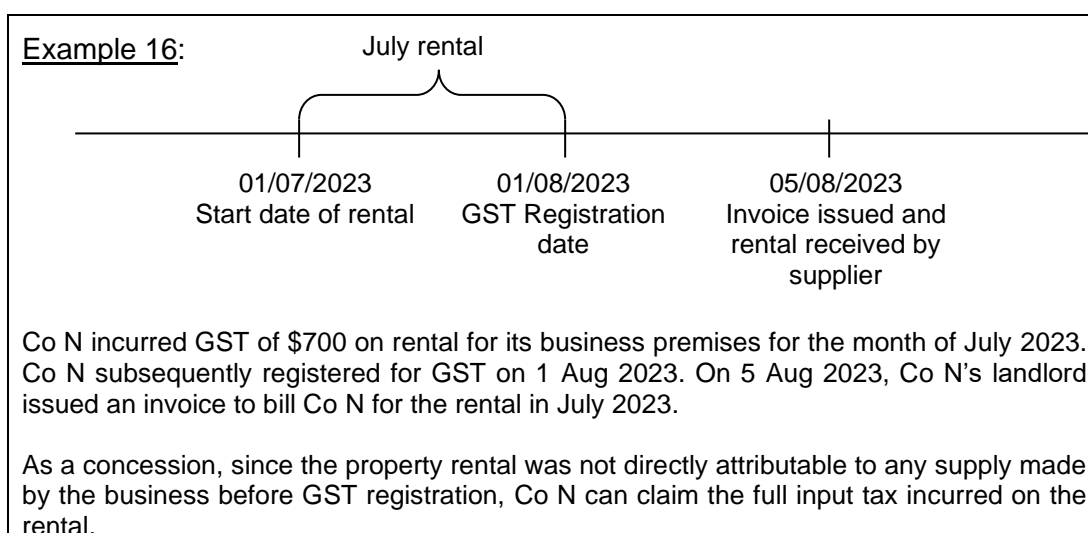 Example 16:
July rental
01/07/2023
Start date of rental
01/08/2023
GST Registration
date
05/08/2023
Invoice issued and
rental received by
supplier
Co N incurred GST of $700 on rental for its business premises for the month of July 2023.
Co N subsequently registered for GST on 1 Aug 2023. On 5 Aug 2023, Co N’s landlord
issued an invoice to bill Co N for the rental in July 2023.
As a concession, since the property rental was not directly attributable to any supply made
by the business before GST registration, Co N can claim the full input tax incurred on the
rental.